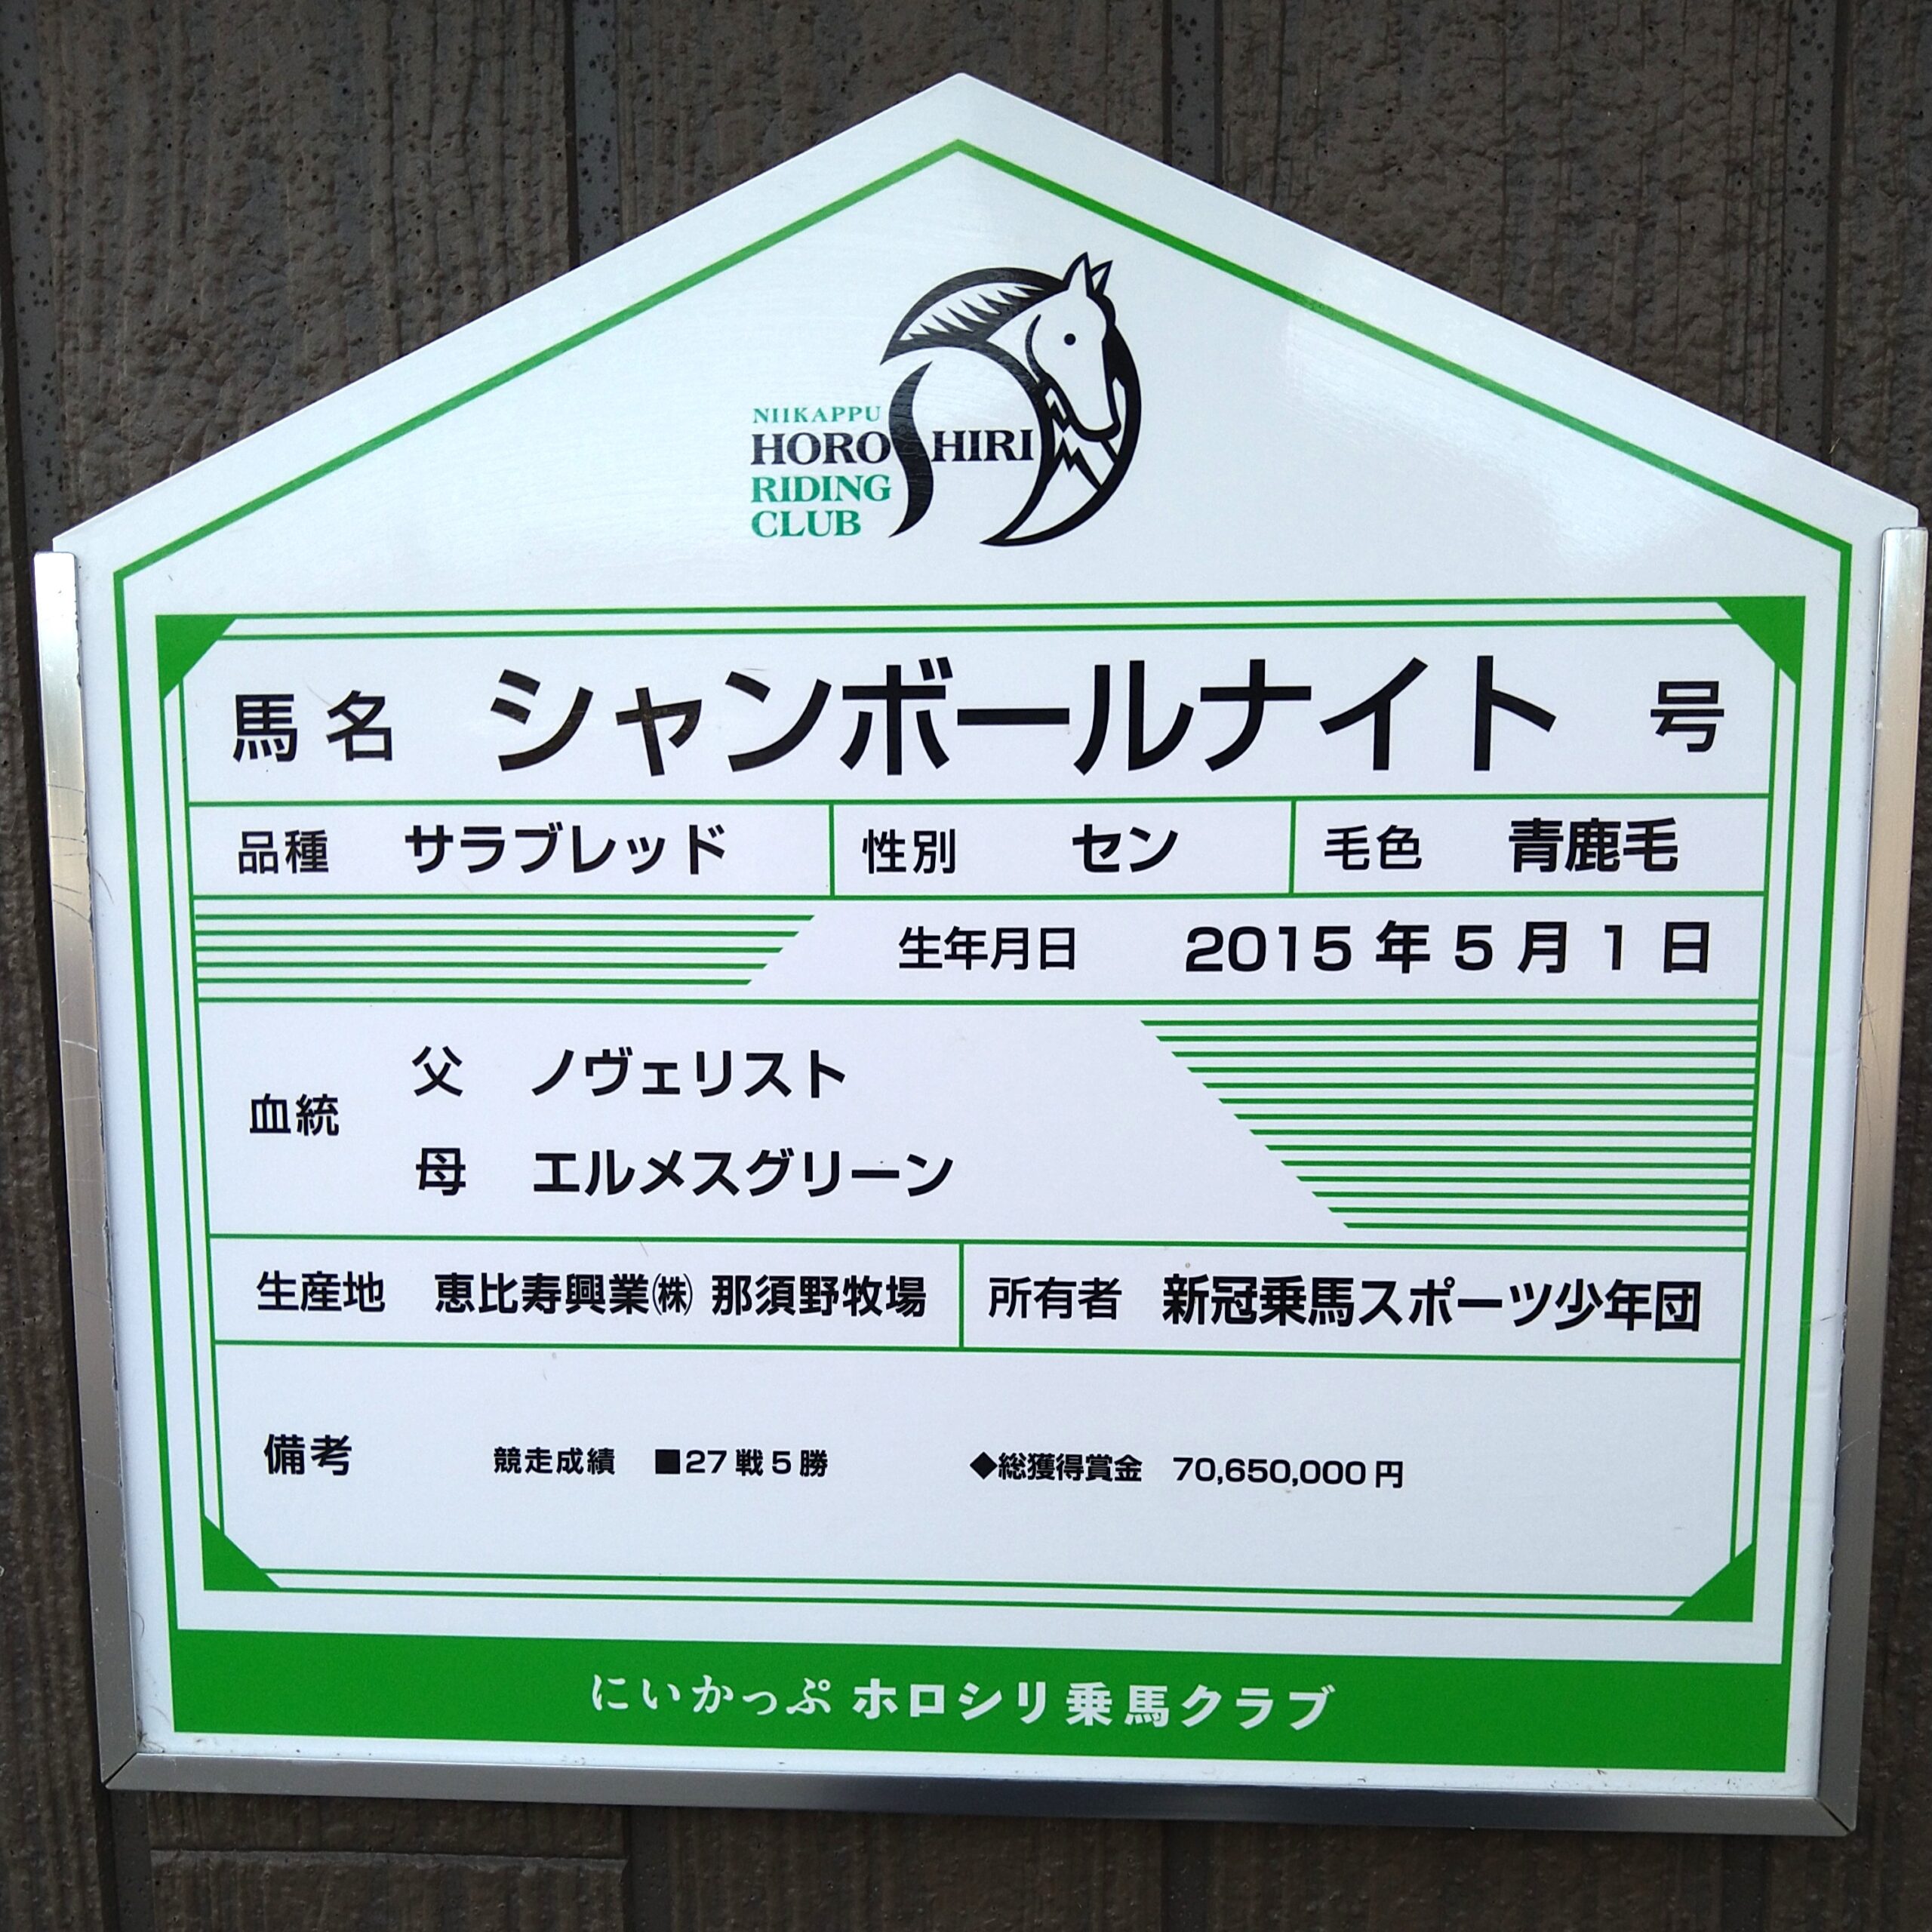 NIIKAPPU
HOROSHIRI
RIDING
CLUB
馬名 シャンボールナイト 号
品種 サラブレッド 性別 セン 毛色 青鹿毛
生年月日 2015年5月1日
血統 父 ノヴェリスト
母 エルメスグリーン
生産地 恵比寿興業㈱ 那須野牧場 所有者 新冠乗馬スポーツ少年団
備考 競走成績 ■27戦5勝 ◆総獲得賞金 70,650,000円
にいかっぷ ホロシリ乗馬クラブ